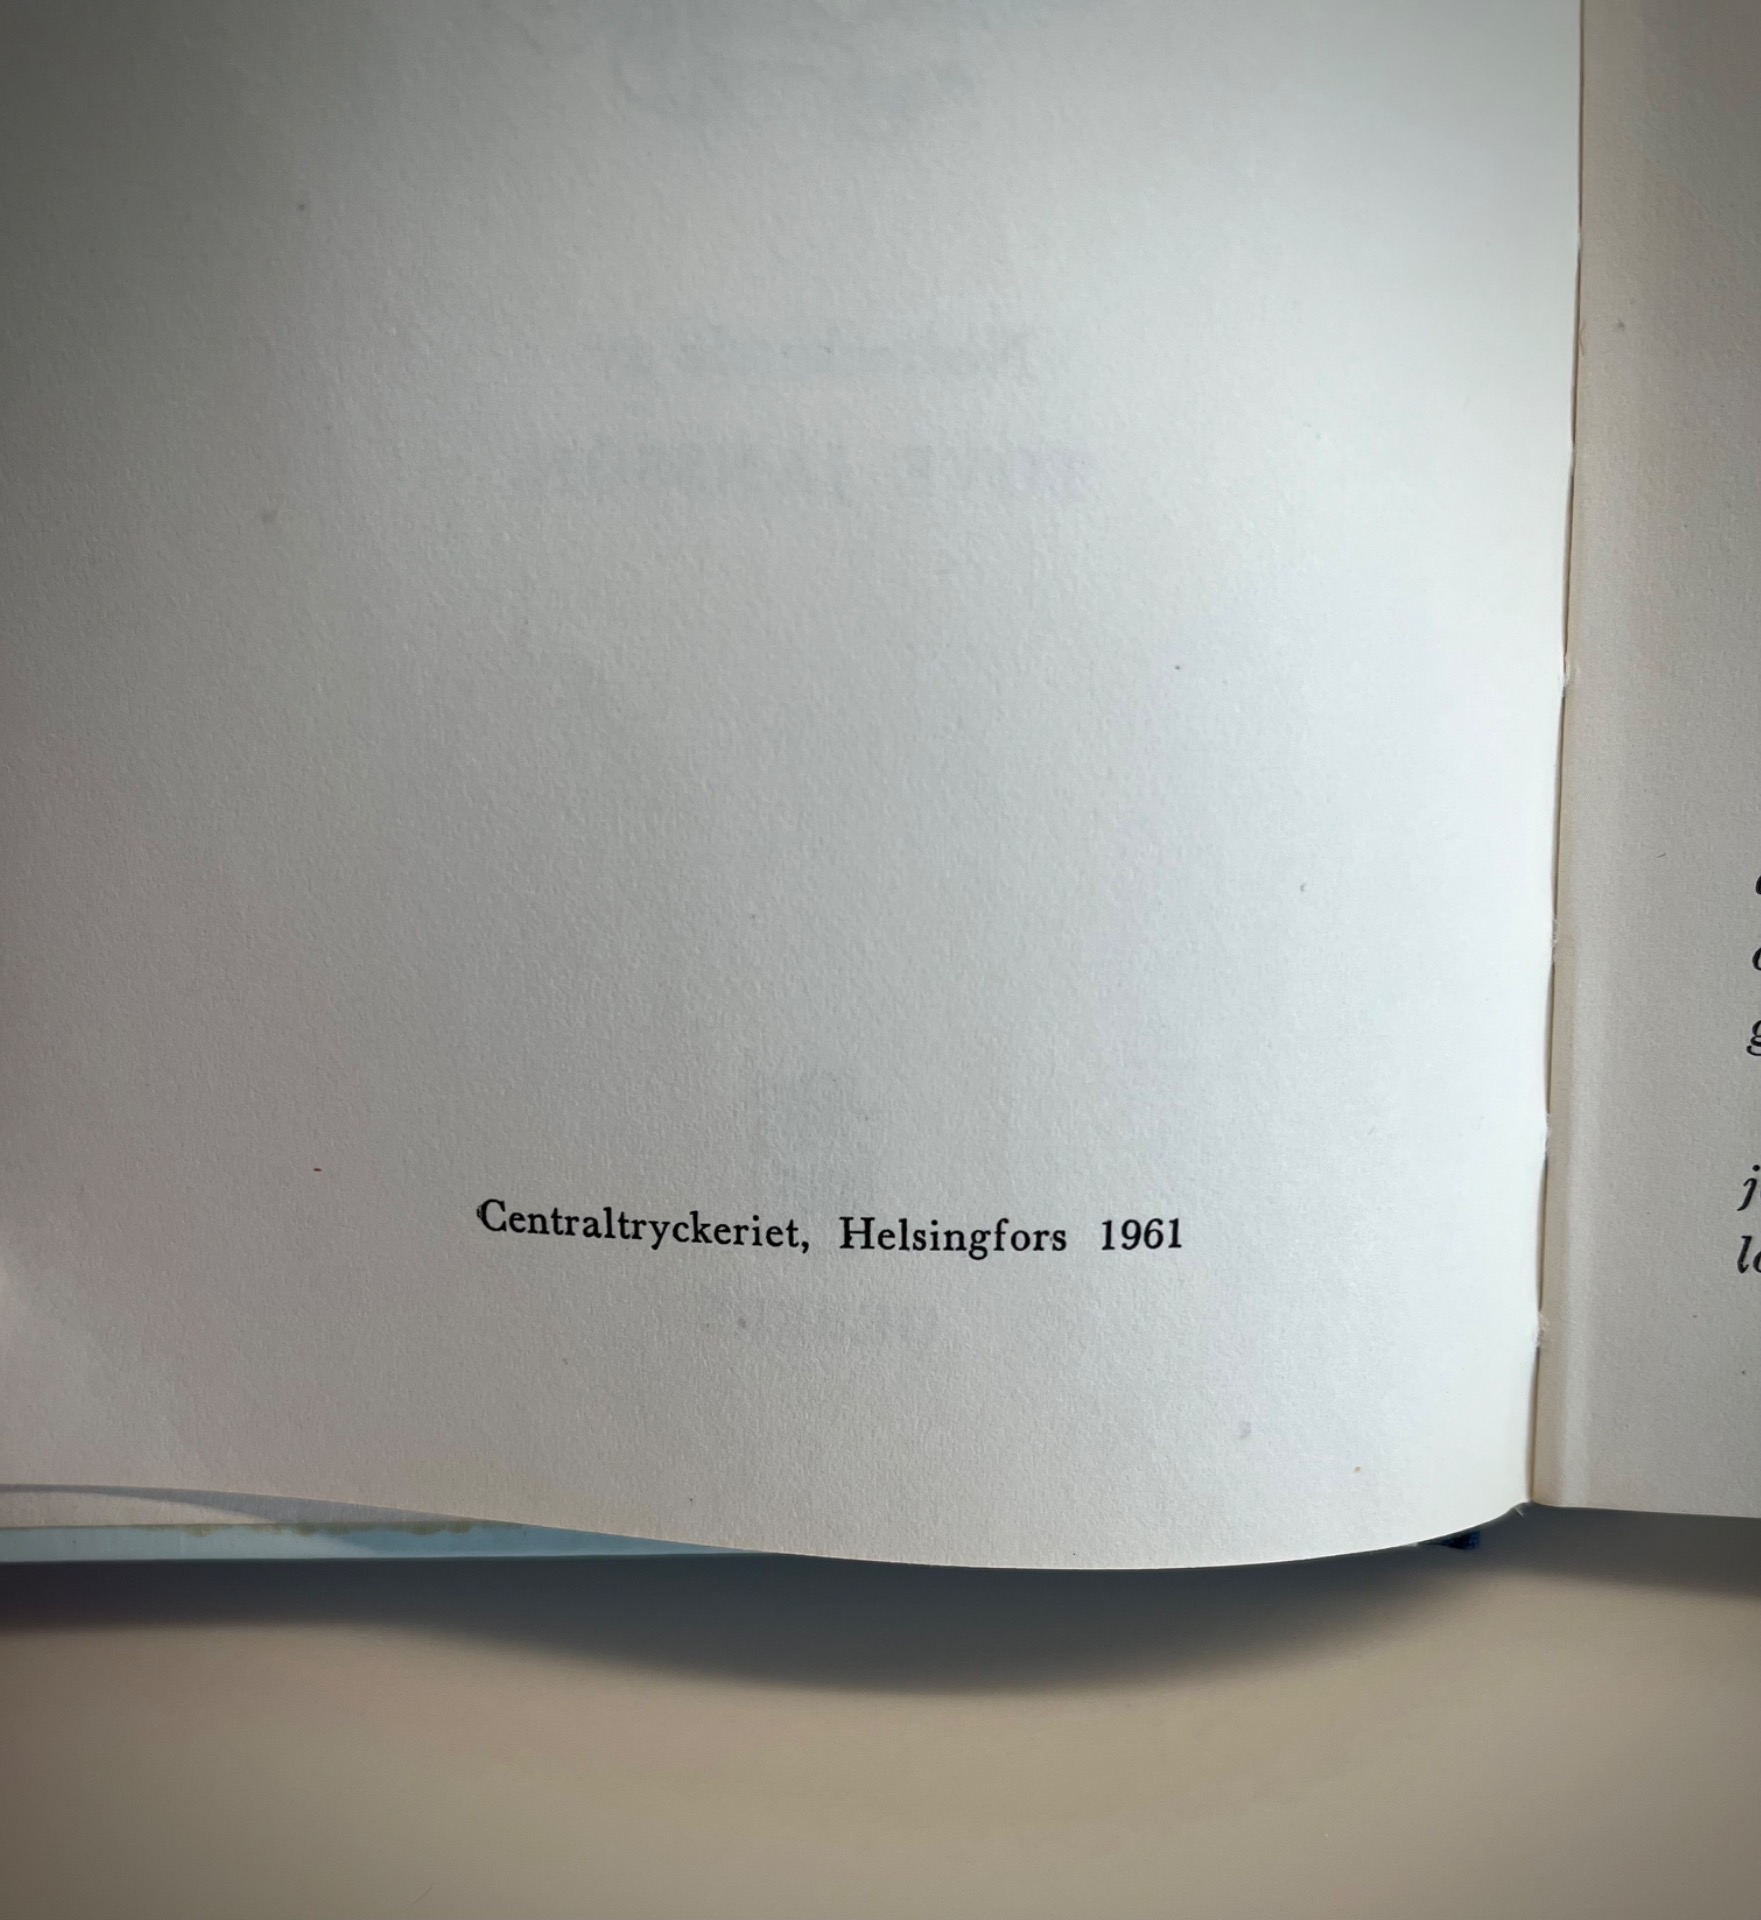 Centraltryckeriet, Helsingfors 1961
g
j